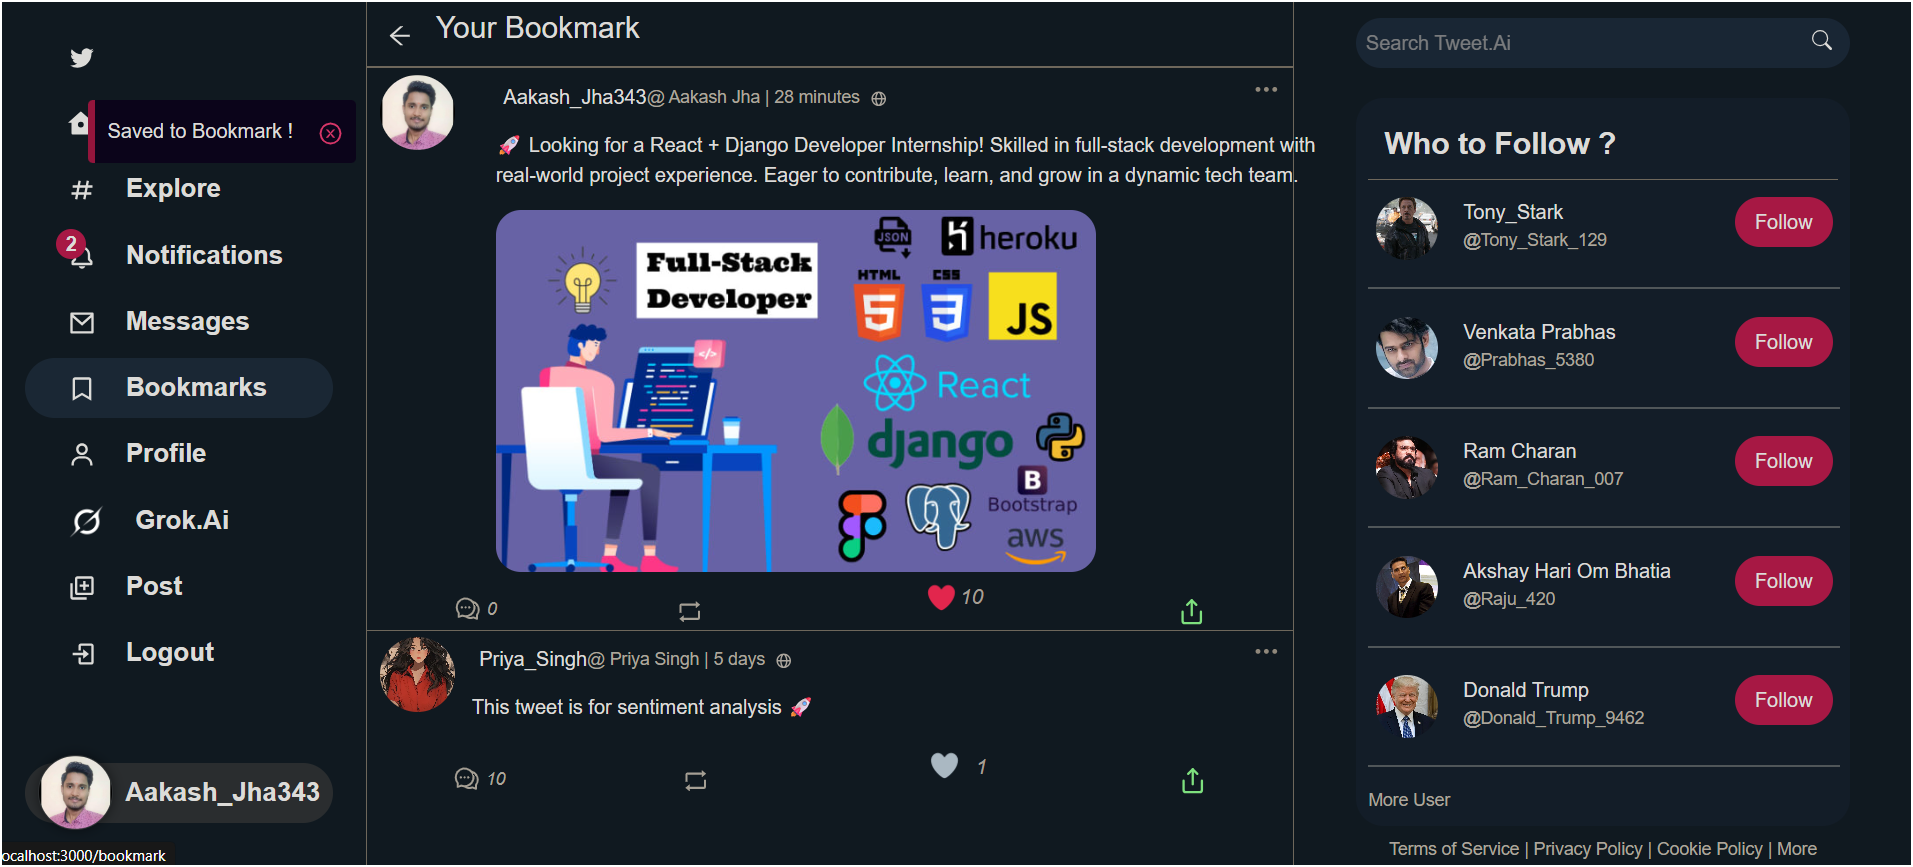 Saved to Bookmark !
Explore
2
Notifications
Messages
Bookmarks
Profile
Grok.Ai
Post
Logout
Aakash_Jha343
ocalhost:3000/bookmark
Your Bookmark
Aakash_Jha343@ Aakash Jha | 28 minutes
🚀 Looking for a React + Django Developer Internship! Skilled in full-stack development with
real-world project experience. Eager to contribute, learn, and grow in a dynamic tech team.
Full-Stack
Developer
</>
JSON
heroku
HTML
5
CSS
3
JS
React
django
B
Bootstrap
aws
0
10
Priya_Singh@ Priya Singh | 5 days
This tweet is for sentiment analysis 🚀
10
1
Search Tweet.Ai
Who to Follow ?
Tony_Stark
@Tony_Stark_129
Follow
Venkata Prabhas
@Prabhas_5380
Follow
Ram Charan
@Ram_Charan_007
Follow
Akshay Hari Om Bhatia
@Raju_420
Follow
Donald Trump
@Donald_Trump_9462
Follow
More User
Terms of Service | Privacy Policy | Cookie Policy | More